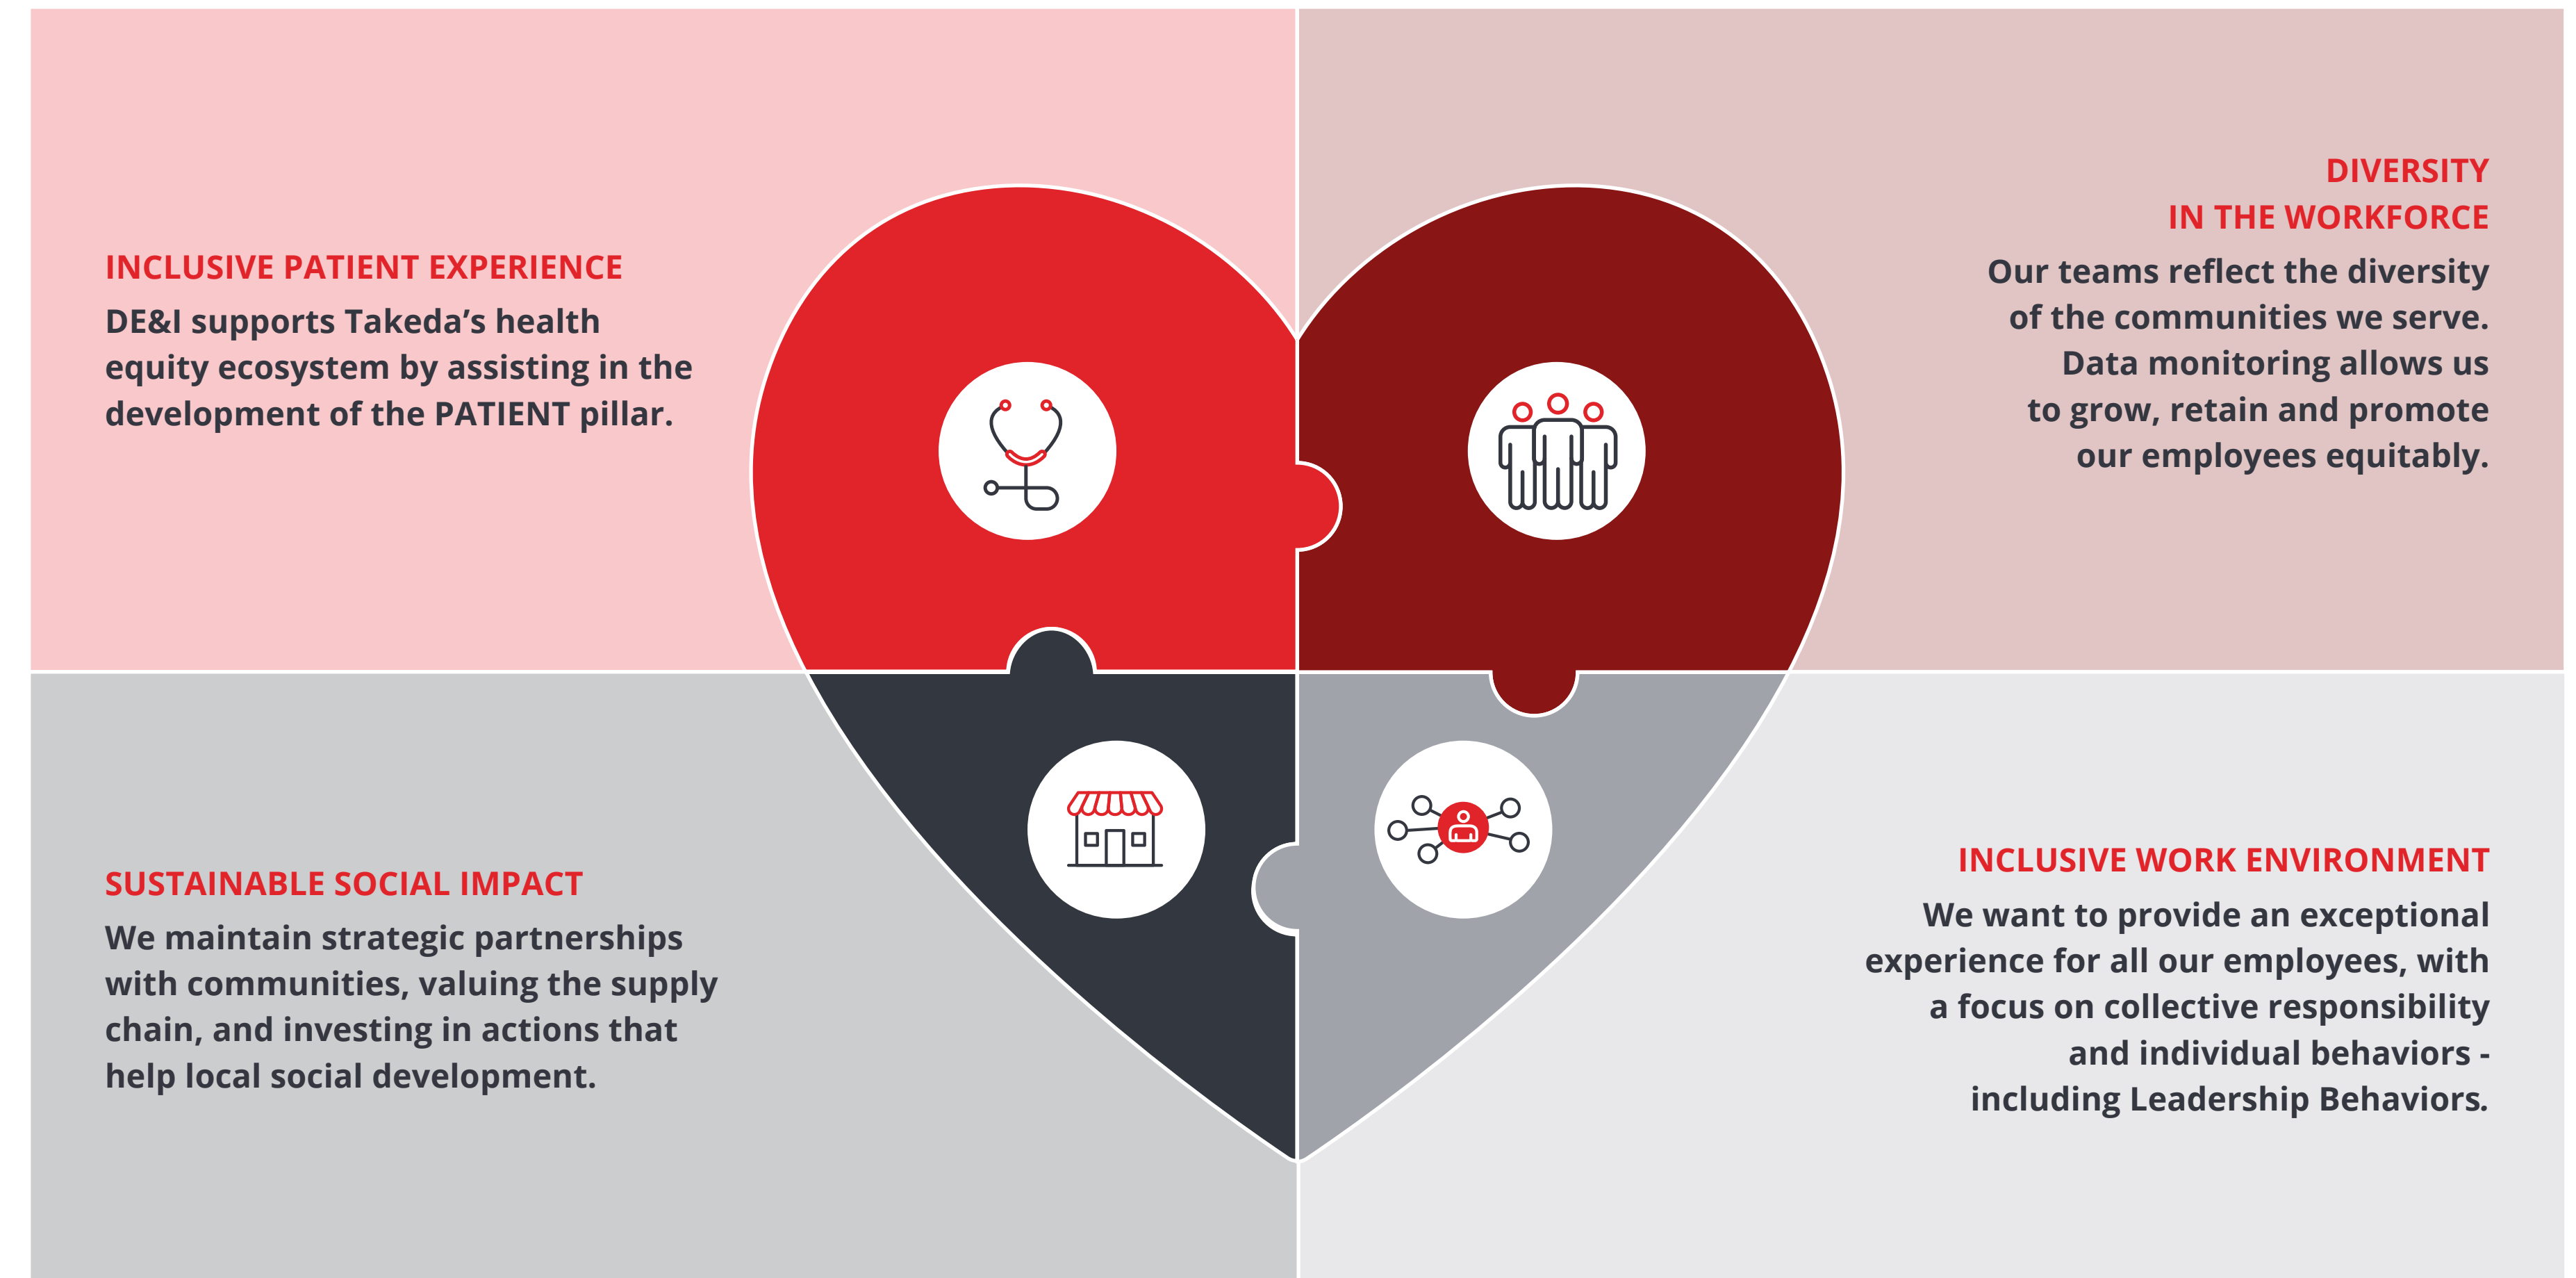 INCLUSIVE PATIENT EXPERIENCE
DE&I supports Takeda’s health
equity ecosystem by assisting in the
development of the PATIENT pillar.
DIVERSITY
IN THE WORKFORCE
Our teams reflect the diversity
of the communities we serve.
Data monitoring allows us
to grow, retain and promote
our employees equitably.
SUSTAINABLE SOCIAL IMPACT
We maintain strategic partnerships
with communities, valuing the supply
chain, and investing in actions that
help local social development.
INCLUSIVE WORK ENVIRONMENT
We want to provide an exceptional
experience for all our employees, with
a focus on collective responsibility
and individual behaviors -
including Leadership Behaviors.